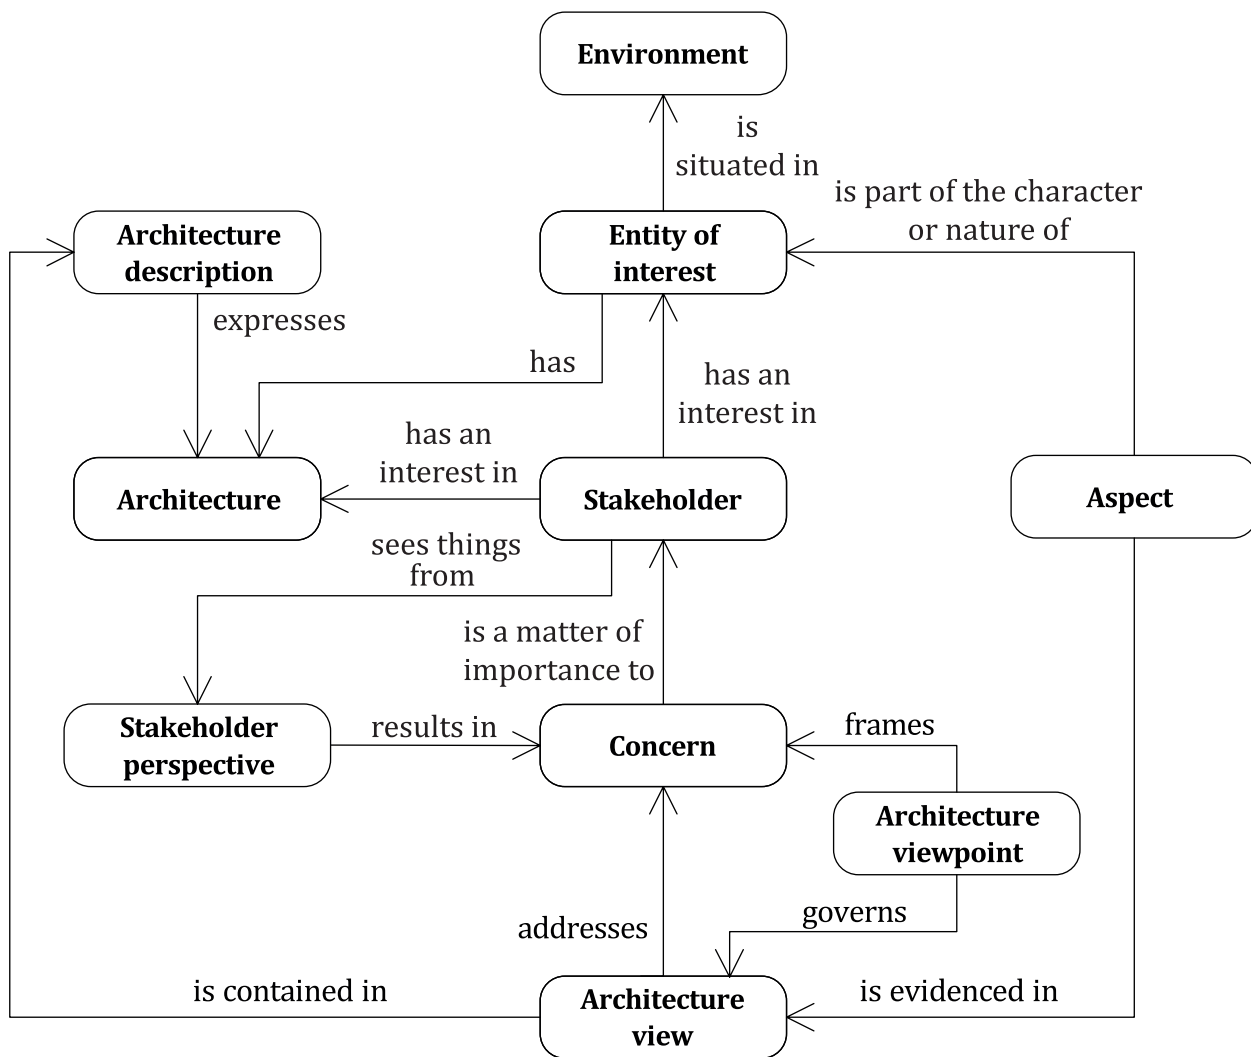 Environment
is
situated in
is part of the character
or nature of
Architecture
description
Entity of
interest
expresses
has
has an
interest in
has an
interest in
Architecture
Stakeholder
Aspect
sees things
from
is a matter of
importance to
Stakeholder
perspective
results in
Concern
frames
Architecture
viewpoint
governs
addresses
is contained in
Architecture
view
is evidenced in